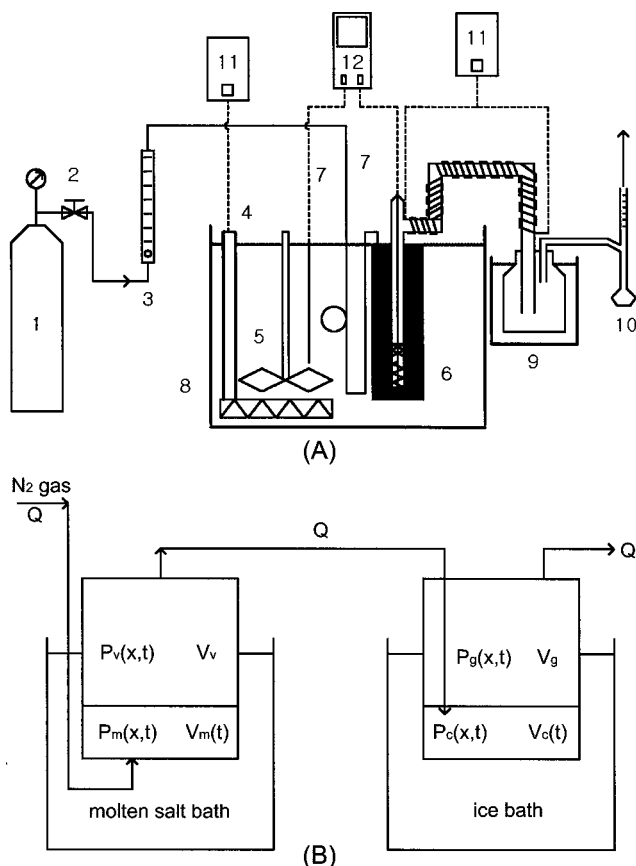 11
12
11
2
7
7
4
3
1
5
6
8
9
10
(A)
N2 gas
Q
Q
Q
Pv(x,t) Vv
Pg(x,t) Vg
Pm(x,t) Vm(t)
Pc(x,t) Vc(t)
molten salt bath
ice bath
(B)